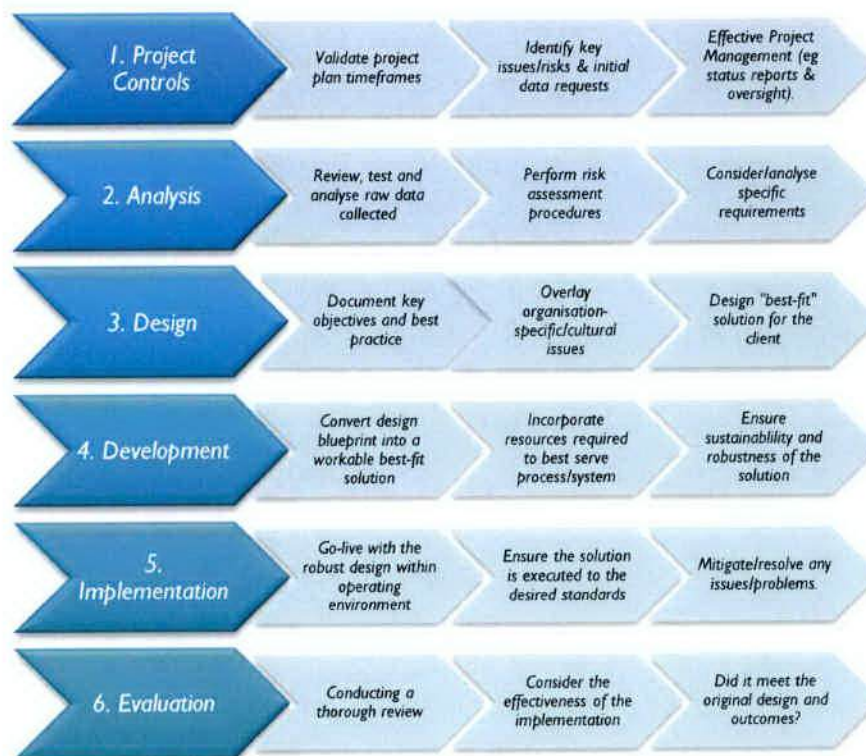 1. Project
Controls
Validate project
plan timeframes
Identify key
issues/risks & initial
data requests
Effective Project
Management (eg
status reports &
oversight).
2. Analysis
Review, test and
analyse raw data
collected
Perform risk
assessment
procedures
Consider/analyse
specific
requirements
3. Design
Document key
objectives and best
practice
Overlay
organisation-
specific/cultural
issues
Design "best-fit"
solution for the
client
4. Development
Convert design
blueprint into a
workable best-fit
solution
Incorporate
resources required
to best serve
process/system
Ensure
sustainablility and
robustness of the
solution
5.
Implementation
Go-live with the
robust design within
operating
environment
Ensure the solution
is executed to the
desired standards
Mitigate/resolve any
issues/problems.
6. Evaluation
Conducting a
thorough review
Consider the
effectiveness of the
implementation
Did it meet the
original design and
outcomes?